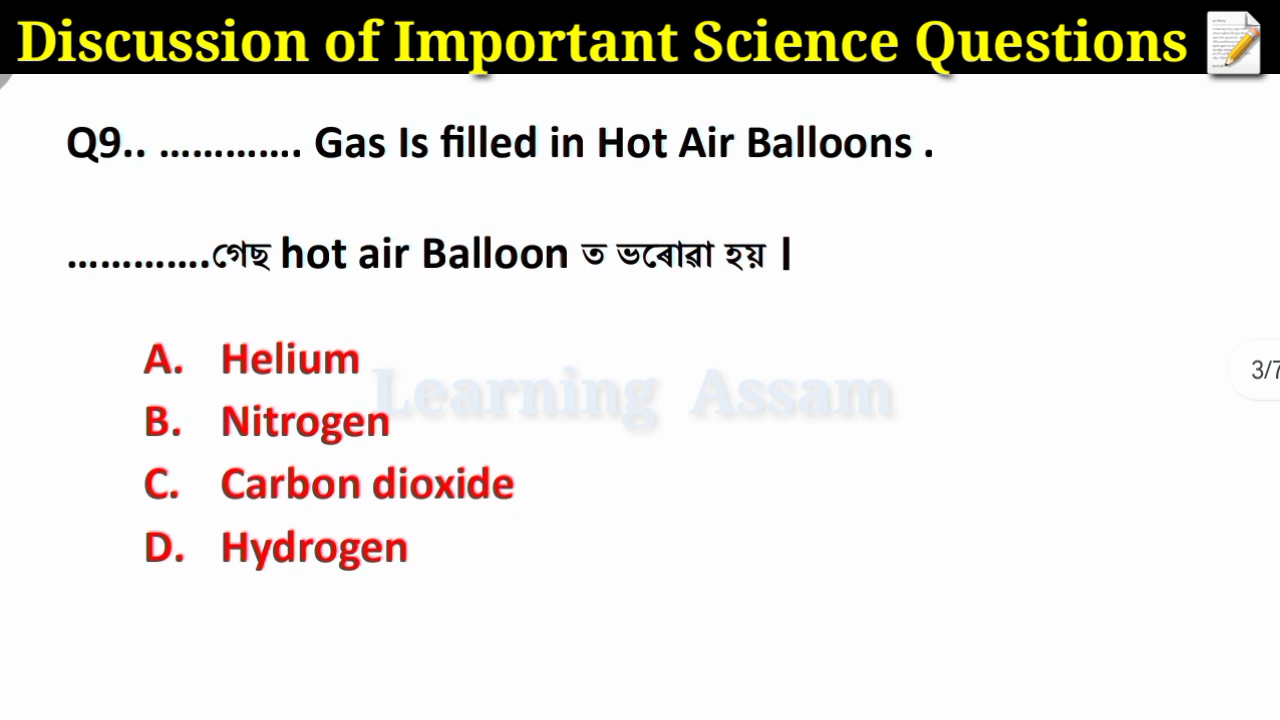 Discussion of Important Science Questions
Q9.. …………. Gas Is filled in Hot Air Balloons .
………….গেছ hot air Balloon ত ভৰোৱা হয় |
A. Helium
Learning Assam
B. Nitrogen
C. Carbon dioxide
D. Hydrogen
3/7